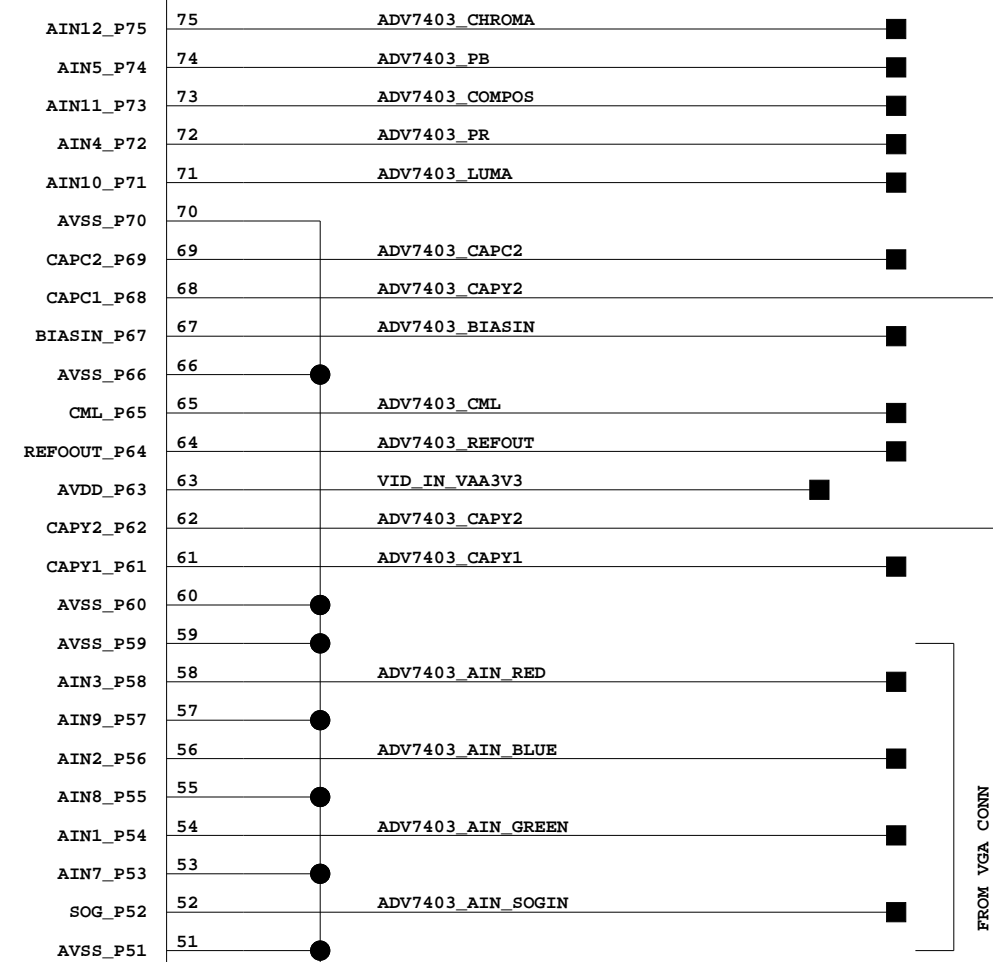 AIN12_P75 75 ADV7403_CHROMA
AIN5_P74 74 ADV7403_PB
AIN11_P73 73 ADV7403_COMPOS
AIN4_P72 72 ADV7403_PR
AIN10_P71 71 ADV7403_LUMA
AVSS_P70 70
CAPC2_P69 69 ADV7403_CAPC2
CAPC1_P68 68 ADV7403_CAPY2
BIASIN_P67 67 ADV7403_BIASIN
AVSS_P66 66
CML_P65 65 ADV7403_CML
REFOOUT_P64 64 ADV7403_REFOUT
AVDD_P63 63 VID_IN_VAA3V3
CAPY2_P62 62 ADV7403_CAPY2
CAPY1_P61 61 ADV7403_CAPY1
AVSS_P60 60
AVSS_P59 59
AIN3_P58 58 ADV7403_AIN_RED
AIN9_P57 57
AIN2_P56 56 ADV7403_AIN_BLUE
AIN8_P55 55
AIN1_P54 54 ADV7403_AIN_GREEN
AIN7_P53 53
SOG_P52 52 ADV7403_AIN_SOGIN
AVSS_P51 51
FROM VGA CONN